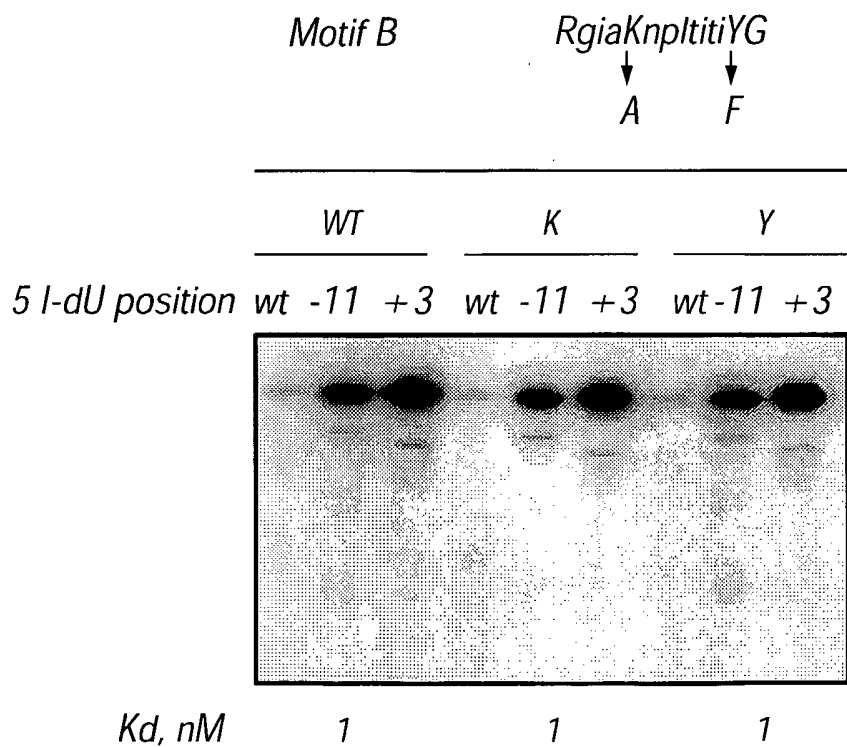 Motif B RgiaKnpltitiYG
A F
WT K Y
5 I-dU position wt -11 +3 wt -11 +3 wt -11 +3
Kd, nM 1 1 1